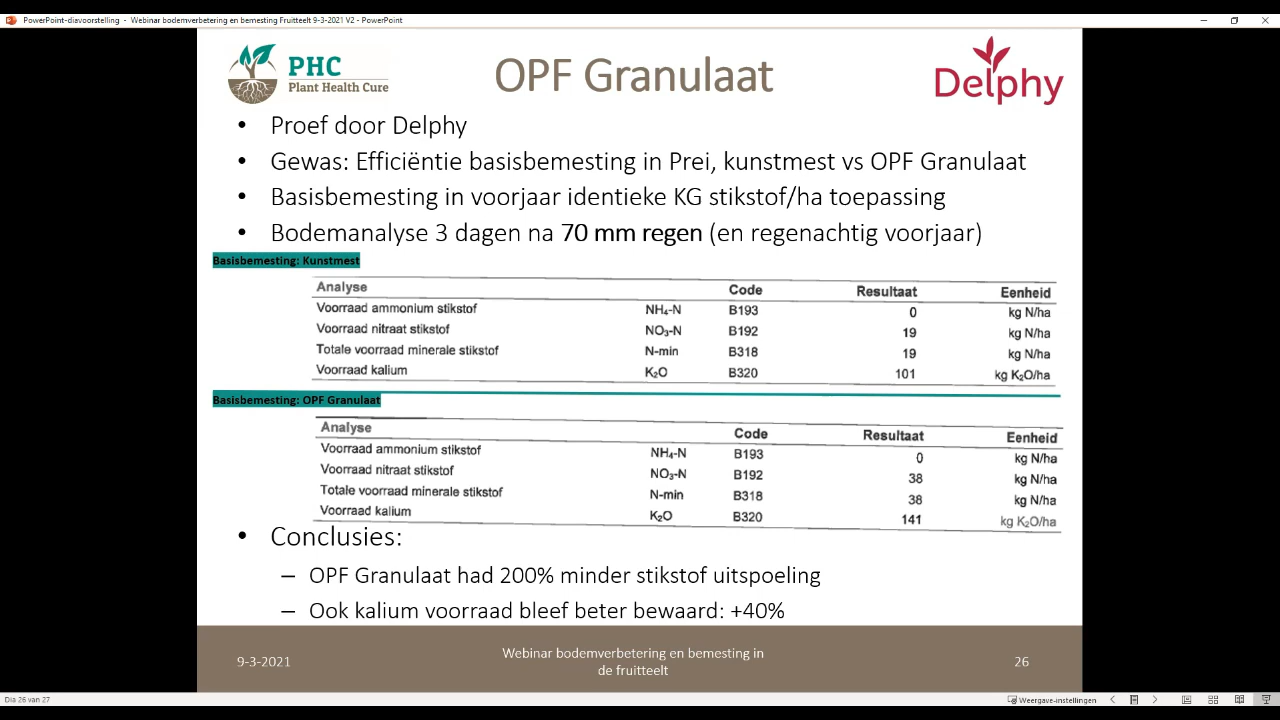 PowerPoint-diavoorstelling - Webinar bodemverbetering en bemesting Fruitteelt 9-3-2021 V2 - PowerPoint
PHC
Plant Health Cure
OPF Granulaat
Delphy
• Proef door Delphy
• Gewas: Efficiëntie basisbemesting in Prei, kunstmest vs OPF Granulaat
• Basisbemesting in voorjaar identieke KG stikstof/ha toepassing
• Bodemanalyse 3 dagen na 70 mm regen (en regenachtig voorjaar)
Basisbemesting: Kunstmest
Analyse Code Resultaat Eenheid
Voorraad ammonium stikstof NH₄-N B193 0 kg N/ha
Voorraad nitraat stikstof NO₃-N B192 19 kg N/ha
Totale voorraad minerale stikstof N-min B318 19 kg N/ha
Voorraad kalium K₂O B320 101 kg K₂O/ha
Basisbemesting: OPF Granulaat
Analyse Code Resultaat Eenheid
Voorraad ammonium stikstof NH₄-N B193 0 kg N/ha
Voorraad nitraat stikstof NO₃-N B192 38 kg N/ha
Totale voorraad minerale stikstof N-min B318 38 kg N/ha
Voorraad kalium K₂O B320 141 kg K₂O/ha
• Conclusies:
– OPF Granulaat had 200% minder stikstof uitspoeling
– Ook kalium voorraad bleef beter bewaard: +40%
9-3-2021
Webinar bodemverbetering en bemesting in
de fruitteelt
26
Dia 26 van 27
Weergave-instellingen